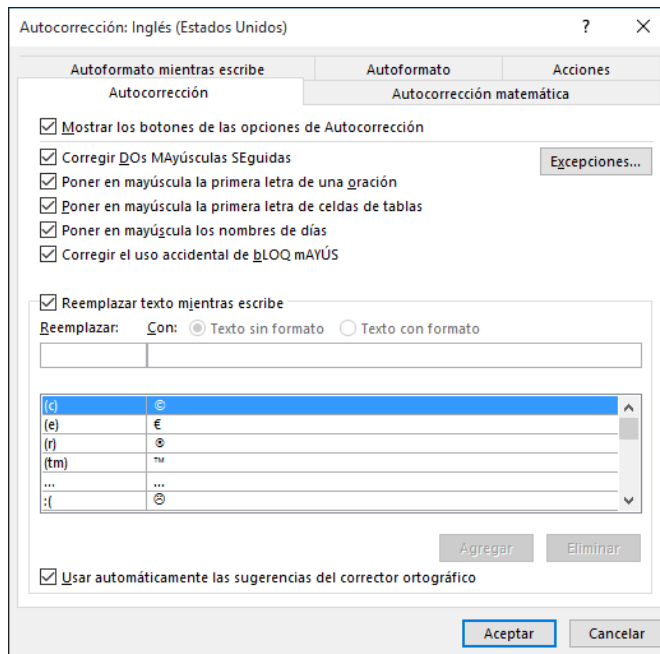 Autocorrección: Inglés (Estados Unidos)
Autoformato mientras escribe Autoformato Acciones
Autocorrección Autocorrección matemática
Mostrar los botones de las opciones de Autocorrección
Corregir DOs MAyúsculas SEguidas
Excepciones...
Poner en mayúscula la primera letra de una oración
Poner en mayúscula la primera letra de celdas de tablas
Poner en mayúscula los nombres de días
Corregir el uso accidental de bLOQ mAYÚS
Reemplazar texto mientras escribe
Reemplazar: Con: Texto sin formato Texto con formato
(c) ©
(e) €
(r) ®
(tm) ™
... ...
:( ☹
Agregar Eliminar
Usar automáticamente las sugerencias del corrector ortográfico
Aceptar Cancelar